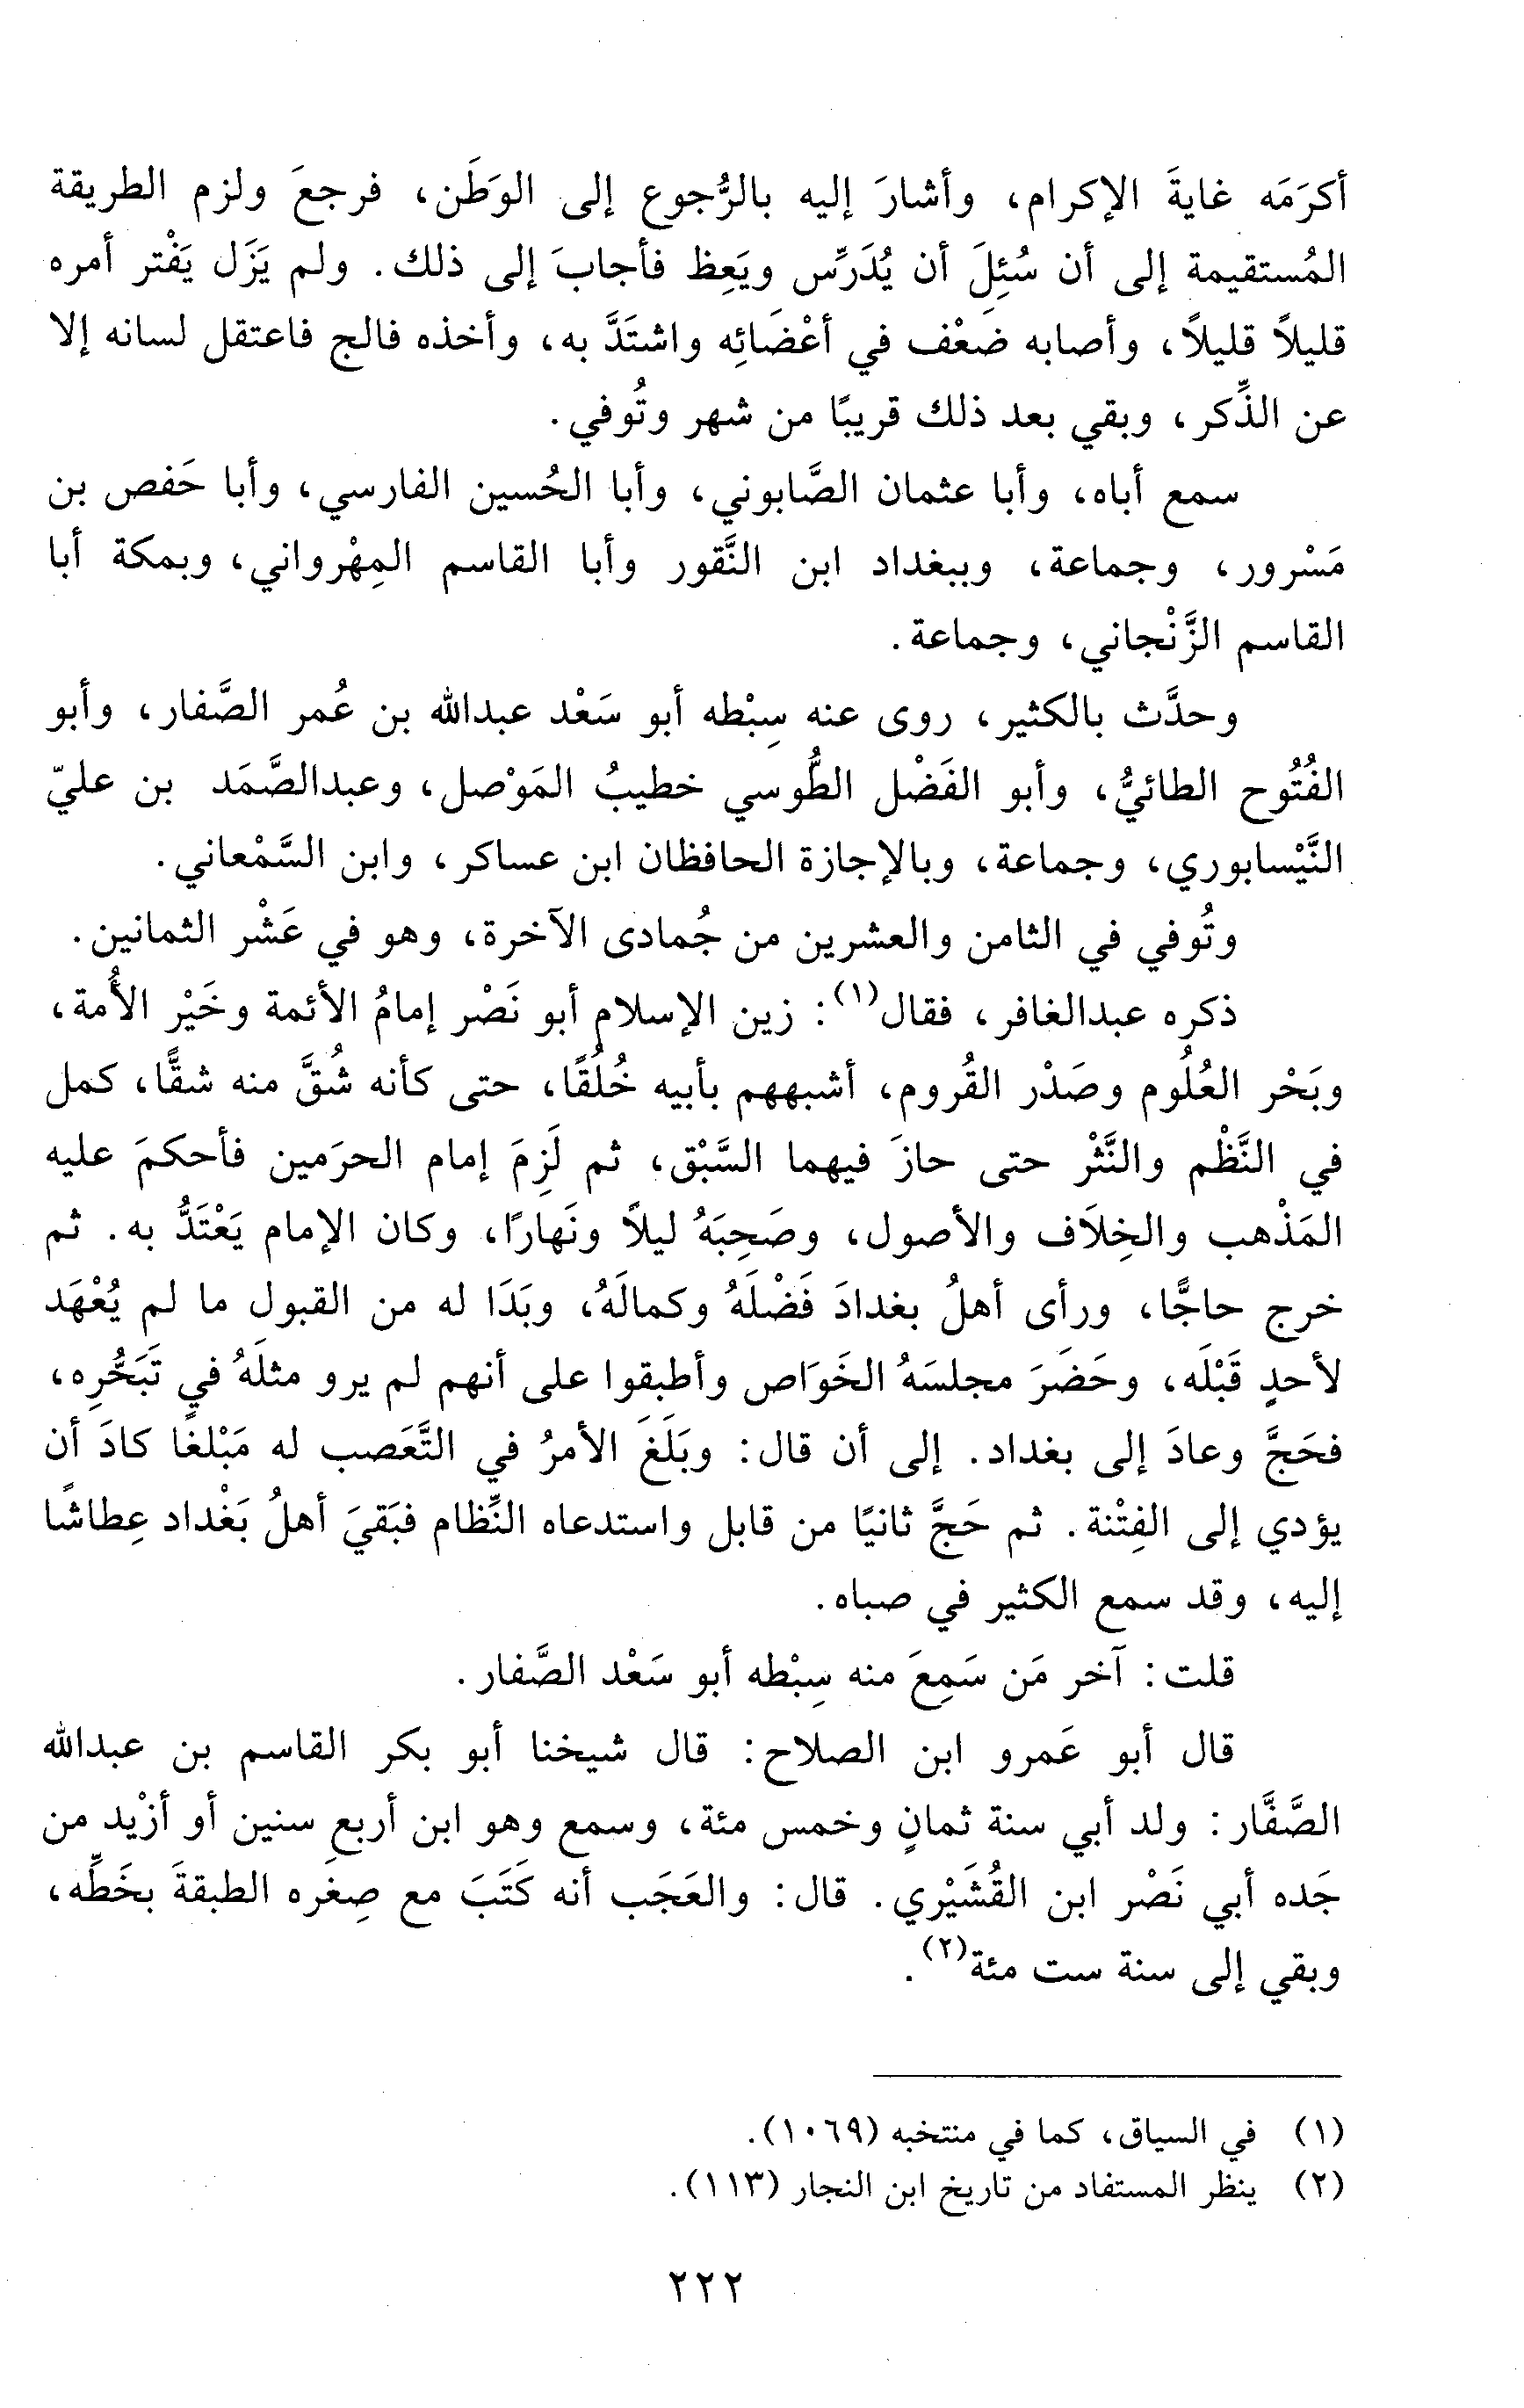 أكرَمَه غايةَ الإكرام، وأشارَ إليه بالرُّجوع إلى الوَطَن، فرجعَ ولزم الطريقة
المُستقيمة إلى أن سُئِلَ أن يُدَرِّس ويَعِظ فأجابَ إلى ذلك. ولم يَزَل يَفْتر أمره
قليلاً قليلاً، وأصابه ضعْف في أعْضَائِه واشتَدَّ به، وأخذه فالج فاعتقل لسانه إلا
عن الذِّكر، وبقي بعد ذلك قريبًا من شهر وتُوفي.
سمع أباه، وأبا عثمان الصَّابوني، وأبا الحُسين الفارسي، وأبا حَفص بن
مَسْرور، وجماعة، وببغداد ابن النَّقور وأبا القاسم المِهْرواني، وبمكة أبا
القاسم الزَّنْجاني، وجماعة.
وحدَّث بالكثير، روى عنه سِبْطه أبو سَعْد عبدالله بن عُمر الصَّفار، وأبو
الفُتُوح الطائيُّ، وأبو الفَضْل الطُّوسي خطيبُ المَوْصل، وعبدالصَّمَد بن عليّ
النَّيْسابوري، وجماعة، وبالإجازة الحافظان ابن عساكر، وابن السَّمْعاني.
وتُوفي في الثامن والعشرين من جُمادى الآخرة، وهو في عَشْر الثمانين.
ذكره عبدالغافر، فقال(١): زين الإسلام أبو نَصْر إمامُ الأئمة وخَيْر الأُمة،
وبَحْر العُلُوم وصَدْر القُروم، أشبههم بأبيه خُلُقًا، حتى كأنه شُقَّ منه شقًّا، كمل
في النَّظْم والنَّثْر حتى حازَ فيهما السَّبْق، ثم لَزِمَ إمام الحرَمين فأحكمَ عليه
المَذْهب والخِلاَف والأصول، وصَحِبَهُ ليلاً ونَهارًا، وكان الإمام يَعْتَدُّ به. ثم
خرج حاجًّا، ورأى أهلُ بغدادَ فَضْلَهُ وكمالَهُ، وبَدَا له من القبول ما لم يُعْهَد
لأحدٍ قَبْلَه، وحَضَرَ مجلسَهُ الخَوَاص وأطبقوا على أنهم لم يرو مثلَهُ في تَبَحُّرِه،
فحَجَّ وعادَ إلى بغداد. إلى أن قال: وبَلَغَ الأمرُ في التَّعَصب له مَبْلغًا كادَ أن
يؤدي إلى الفِتْنة. ثم حَجَّ ثانيًا من قابل واستدعاه النِّظام فبَقيَ أهلُ بَغْداد عِطاشًا
إليه، وقد سمع الكثير في صباه.
قلت: آخر مَن سَمِعَ منه سِبْطه أبو سَعْد الصَّفار.
قال أبو عَمرو ابن الصلاح: قال شيخنا أبو بكر القاسم بن عبدالله
الصَّفَّار: ولد أبي سنة ثمانٍ وخمس مئة، وسمع وهو ابن أربع سنين أو أزْيد من
جَده أبي نَصْر ابن القُشَيْري. قال: والعَجَب أنه كَتَبَ مع صِغَره الطبقةَ بخَطِّه،
وبقي إلى سنة ست مئة(٢).
(١) في السياق، كما في منتخبه (١٠٦٩).
(٢) ينظر المستفاد من تاريخ ابن النجار (١١٣).
٢٢٢